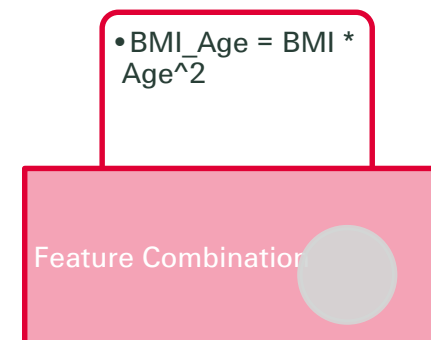 •BMI_Age = BMI *
Age^2
Feature Combination